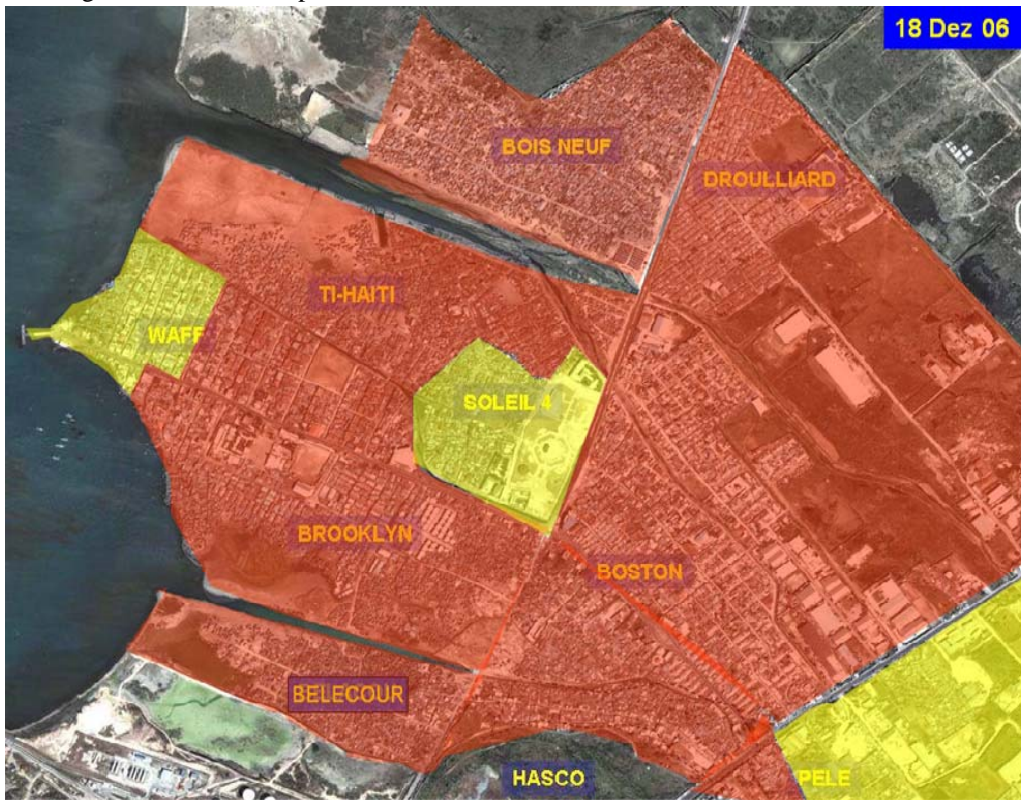 18 Dez 06
BOIS NEUF
DROULLIARD
TI-HAITI
WAFF
SOLEIL 4
BROOKLYN
BOSTON
BELECOUR
HASCO
PELE